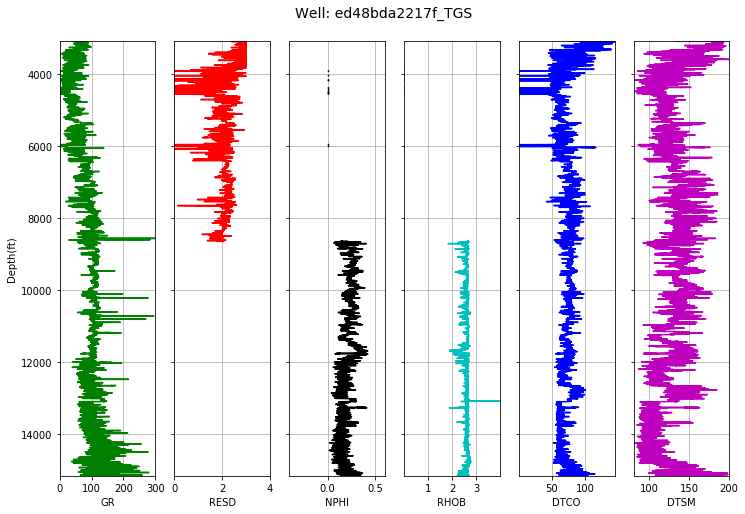 Well: ed48bda2217f_TGS
Depth(ft)
4000
6000
8000
10000
12000
14000
0 100 200 300
0 2 4
0.0 0.5
1 2 3
50 100
100 150 200
GR RESD NPHI RHOB DTCO DTSM